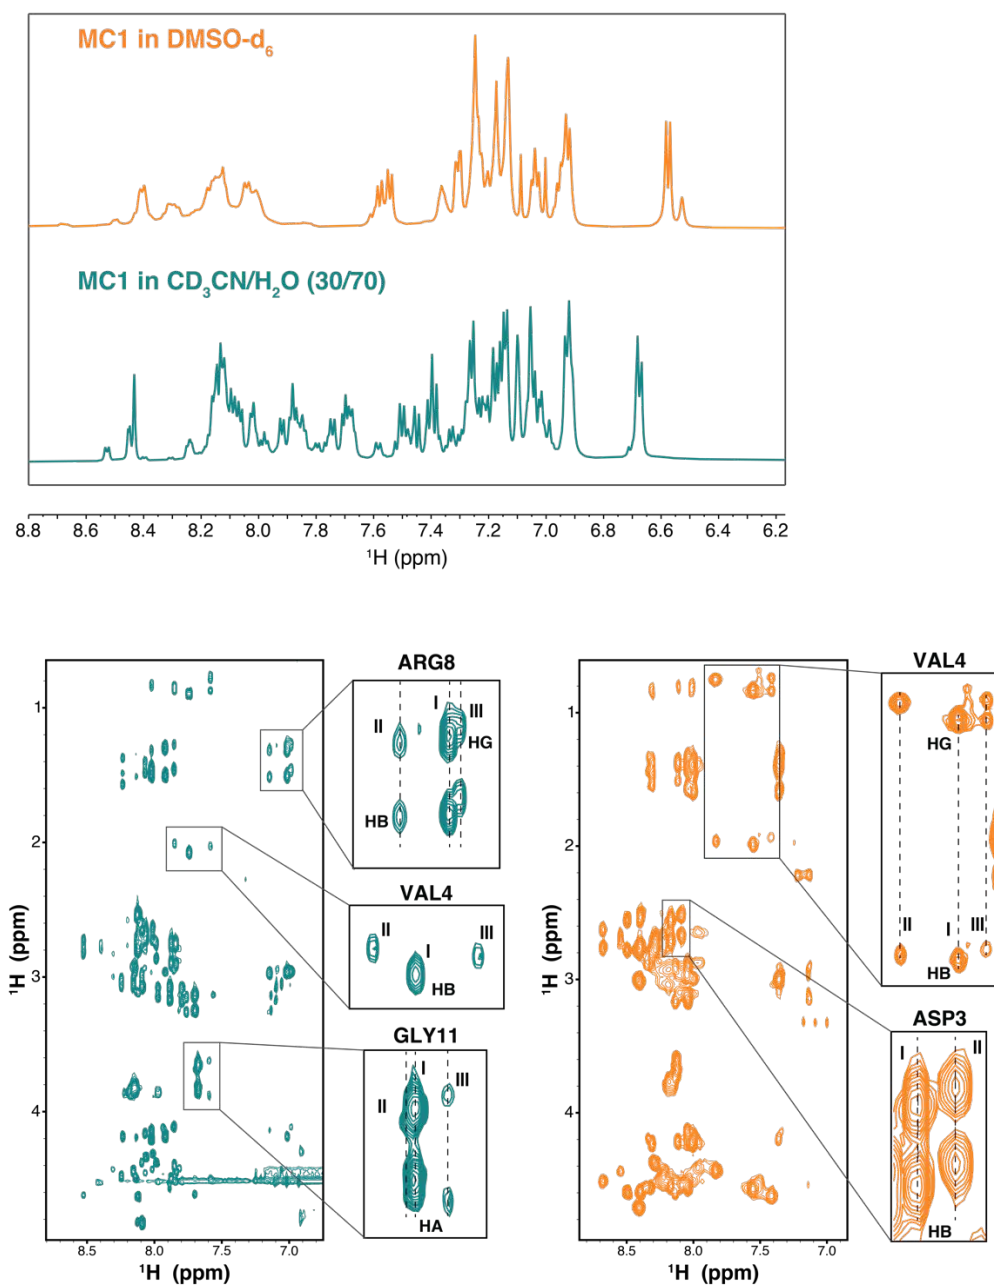 MC1 in DMSO-d6
MC1 in CD3CN/H2O (30/70)
8.8 8.6 8.4 8.2 8.0 7.8 7.6 7.4 7.2 7.0 6.8 6.6 6.4 6.2
1H (ppm)
ARG8
II I III
HG
HB
VAL4
II I III
HB
GLY11
I
II III
HA
1
2
3
4
1H (ppm)
8.5 8.0 7.5 7.0
1H (ppm)
VAL4
HG
II I III
HB
ASP3
I II
HB
1
2
3
4
1H (ppm)
8.5 8.0 7.5 7.0
1H (ppm)